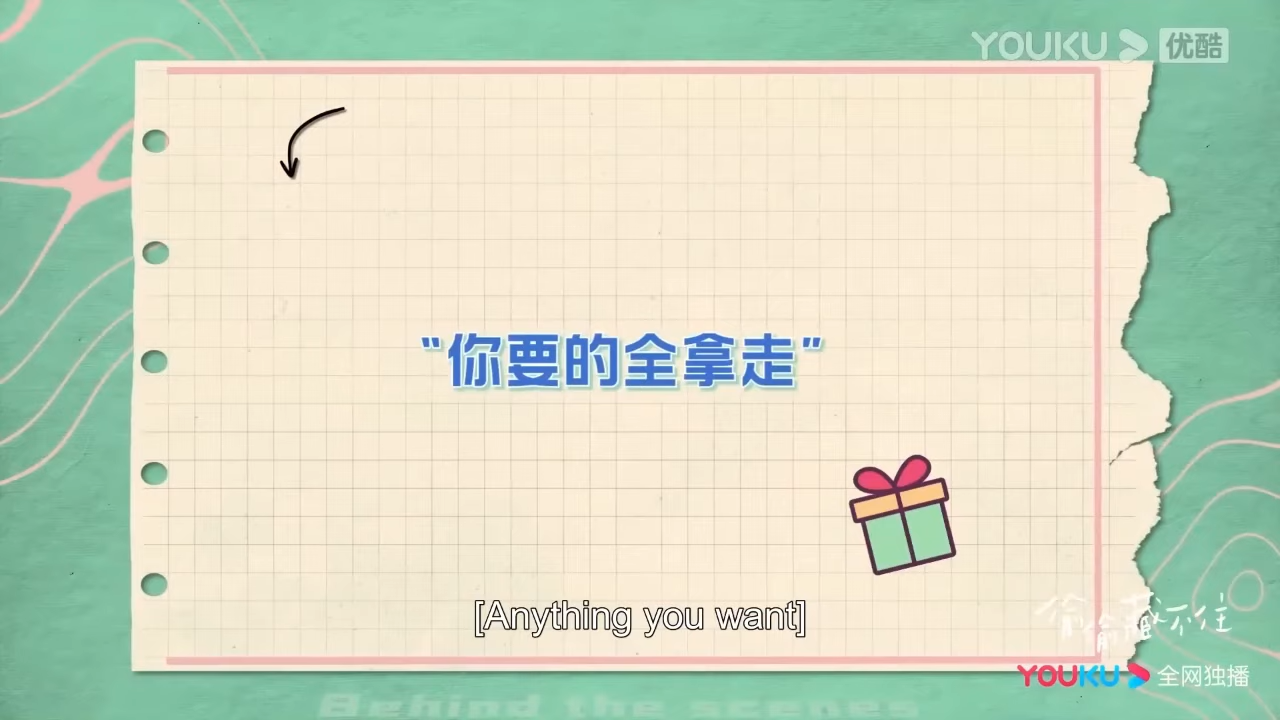 YOUKU 优酷
“你要的全拿走”
[Anything you want]
偷偷藏不住
YOUKU 全网独播
Behind the scenes